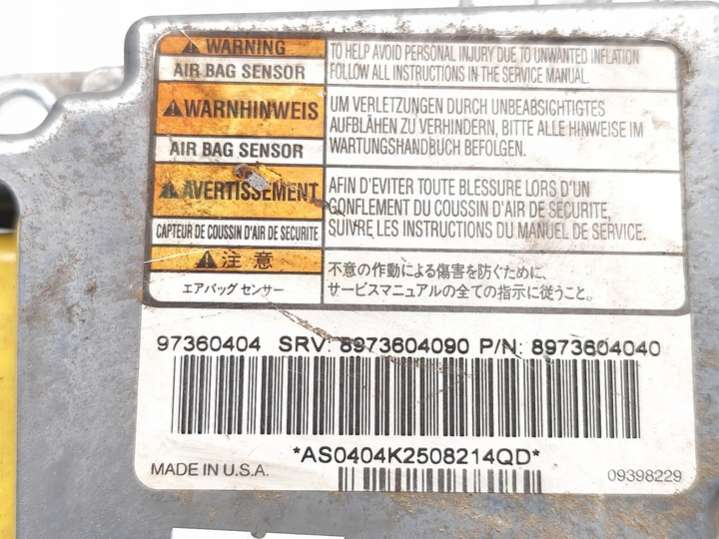 ⚠ WARNING
AIR BAG SENSOR
TO HELP AVOID PERSONAL INJURY DUE TO UNWANTED INFLATION
FOLLOW ALL INSTRUCTIONS IN THE SERVICE MANUAL.
⚠WARNHINWEIS
AIR BAG SENSOR
UM VERLETZUNGEN DURCH UNBEABSICHTIGTES
AUFBLÄHEN ZU VERHINDERN, BITTE ALLE HINWEISE IM
WARTUNGSHANDBUCH BEFOLGEN.
⚠ AVERTISSEMENT
CAPTEUR DE COUSSIN D'AIR DE SECURITE
AFIN D'EVITER TOUTE BLESSURE LORS D'UN
GONFLEMENT DU COUSSIN D'AIR DE SECURITE,
SUIVRE LES INSTRUCTIONS DU MANUEL DE SERVICE.
⚠ 注 意
エアバッグ センサー
不意の作動による傷害を防ぐために、
サービスマニュアルの全ての指示に従うこと。
97360404 SRV: 8973604090 P/N: 8973604040
*AS0404K2508214QD*
MADE IN U.S.A.
09398229